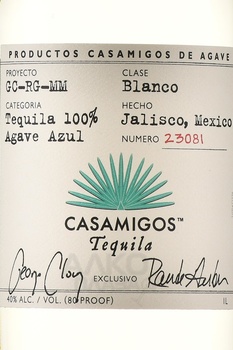 PRODUCTOS CASAMIGOS DE AGAVE
PROYECTO
GC-RG-MM
CLASE
Blanco
CATEGORIA
Tequila 100%
Agave Azul
HECHO
Jalisco, Mexico
NUMERO 23081
CASAMIGOS™
Tequila
EXCLUSIVO
40% ALC./VOL. (80 PROOF)
1L